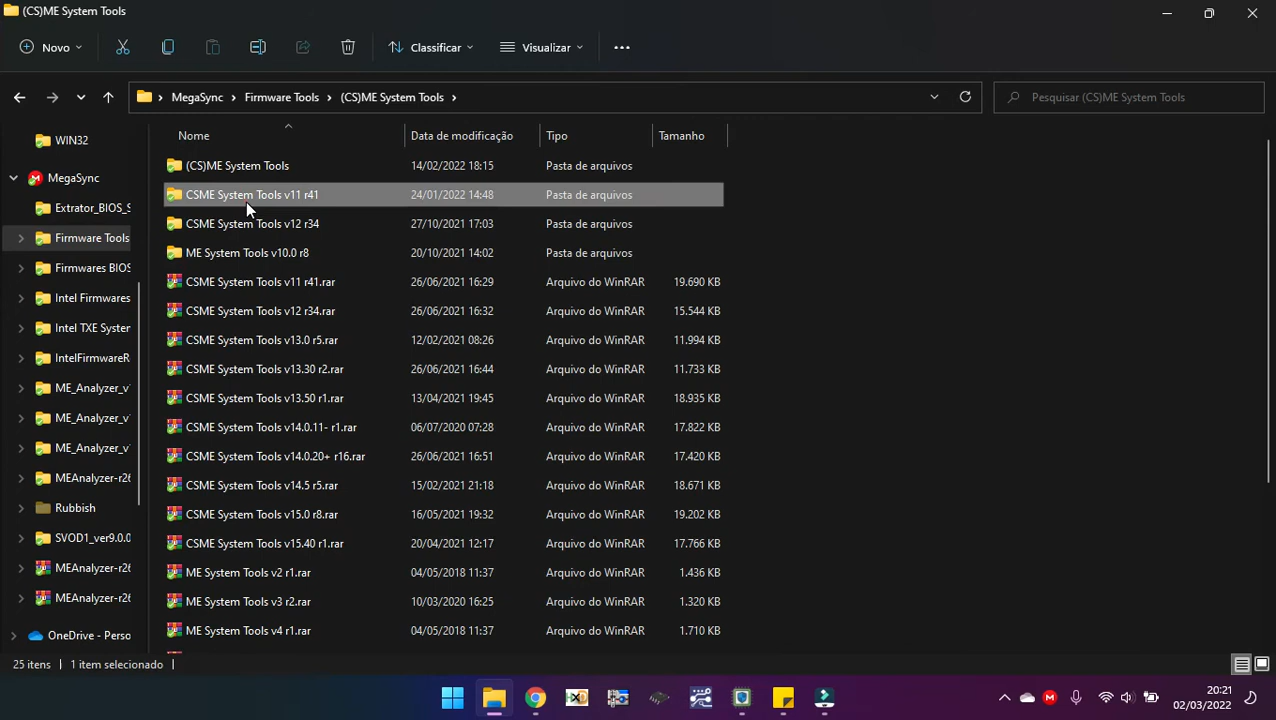 (CS)ME System Tools
Novo
Classificar
Visualizar
MegaSync > Firmware Tools > (CS)ME System Tools >
Pesquisar (CS)ME System Tools
Nome Data de modificação Tipo Tamanho
WIN32
MegaSync
Extrator_BIOS_S
Firmware Tools
Firmwares BIOS
Intel Firmwares
Intel TXE System
IntelFirmwareR
ME_Analyzer_v
ME_Analyzer_v
ME_Analyzer_v
MEAnalyzer-r26
Rubbish
SVOD1_ver9.0.0
MEAnalyzer-r26
MEAnalyzer-r26
OneDrive - Perso
(CS)ME System Tools 14/02/2022 18:15 Pasta de arquivos
CSME System Tools v11 r41 24/01/2022 14:48 Pasta de arquivos
CSME System Tools v12 r34 27/10/2021 17:03 Pasta de arquivos
ME System Tools v10.0 r8 20/10/2021 14:02 Pasta de arquivos
CSME System Tools v11 r41.rar 26/06/2021 16:29 Arquivo do WinRAR 19.690 KB
CSME System Tools v12 r34.rar 26/06/2021 16:32 Arquivo do WinRAR 15.544 KB
CSME System Tools v13.0 r5.rar 12/02/2021 08:26 Arquivo do WinRAR 11.994 KB
CSME System Tools v13.30 r2.rar 26/06/2021 16:44 Arquivo do WinRAR 11.733 KB
CSME System Tools v13.50 r1.rar 13/04/2021 19:45 Arquivo do WinRAR 18.935 KB
CSME System Tools v14.0.11- r1.rar 06/07/2020 07:28 Arquivo do WinRAR 17.822 KB
CSME System Tools v14.0.20+ r16.rar 26/06/2021 16:51 Arquivo do WinRAR 17.420 KB
CSME System Tools v14.5 r5.rar 15/02/2021 21:18 Arquivo do WinRAR 18.671 KB
CSME System Tools v15.0 r8.rar 16/05/2021 19:32 Arquivo do WinRAR 19.202 KB
CSME System Tools v15.40 r1.rar 20/04/2021 12:17 Arquivo do WinRAR 17.766 KB
ME System Tools v2 r1.rar 04/05/2018 11:37 Arquivo do WinRAR 1.436 KB
ME System Tools v3 r2.rar 10/03/2020 16:25 Arquivo do WinRAR 1.320 KB
ME System Tools v4 r1.rar 04/05/2018 11:37 Arquivo do WinRAR 1.710 KB
25 itens | 1 item selecionado |
20:21
02/03/2022